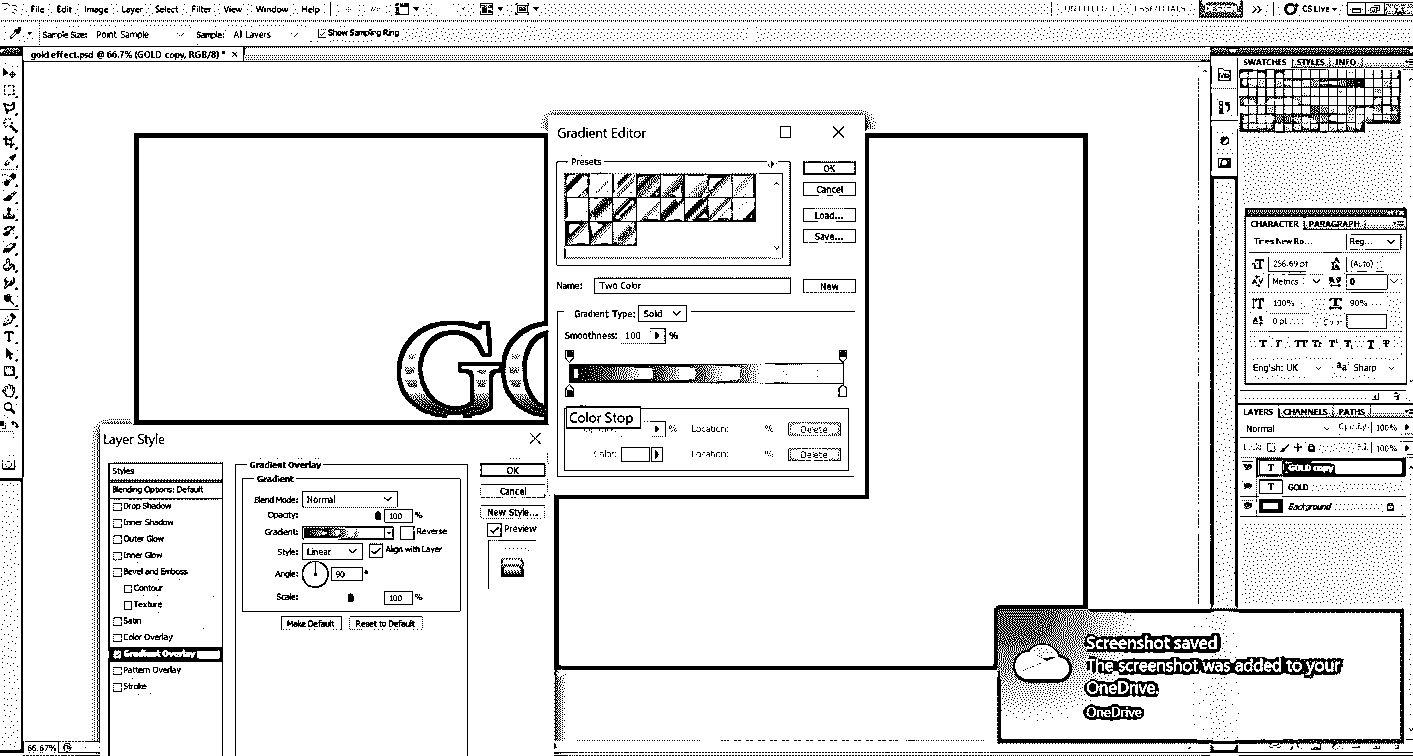 File Edit Image Layer Select Filter View Window Help
CS Live
Sample Size: Point Sample Sample: All Layers Show Sampling Ring
gold effect.psd @ 66.7% (GOLD copy, RGB/8) *
SWATCHES STYLES INFO
Gradient Editor
Presets
OK
Cancel
Load...
Save...
Name: Two Color
New
Gradient Type: Solid
Smoothness: 100 %
Color Stop
% Location: % Delete
Color: Location: % Delete
GO
CHARACTER PARAGRAPH
Times New Ro... Reg...
256.69 pt (Auto)
Metrics 0
100% 90%
0 pt
English: UK Sharp
LAYERS CHANNELS PATHS
Normal Opacity: 100%
100%
GOLD copy
GOLD
Background
Layer Style
Styles
Blending Options: Default
Drop Shadow
Inner Shadow
Outer Glow
Inner Glow
Bevel and Emboss
Contour
Texture
Satin
Color Overlay
Gradient Overlay
Pattern Overlay
Stroke
Gradient Overlay
Gradient
Blend Mode: Normal
Opacity: 100 %
Gradient: Reverse
Style: Linear Align with Layer
Angle: 90 °
Scale: 100 %
Make Default Reset to Default
OK
Cancel
New Style...
Preview
Screenshot saved
The screenshot was added to your
OneDrive.
OneDrive
66.67%